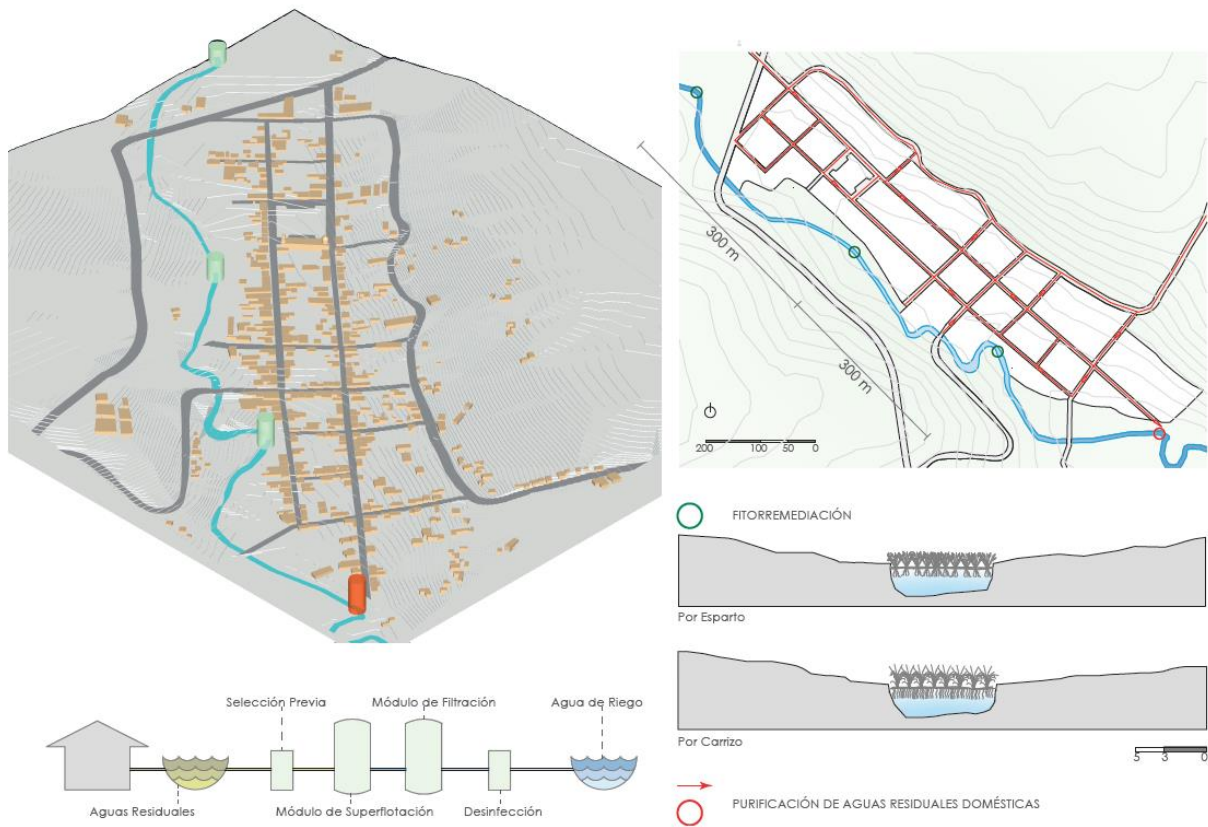 300 m
300 m
200 100 50 0
FITORREMEDIACIÓN
Por Esparto
Por Carrizo
5 3 0
PURIFICACIÓN DE AGUAS RESIDUALES DOMÉSTICAS
Selección Previa
Módulo de Filtración
Agua de Riego
Aguas Residuales
Módulo de Superflotación
Desinfección